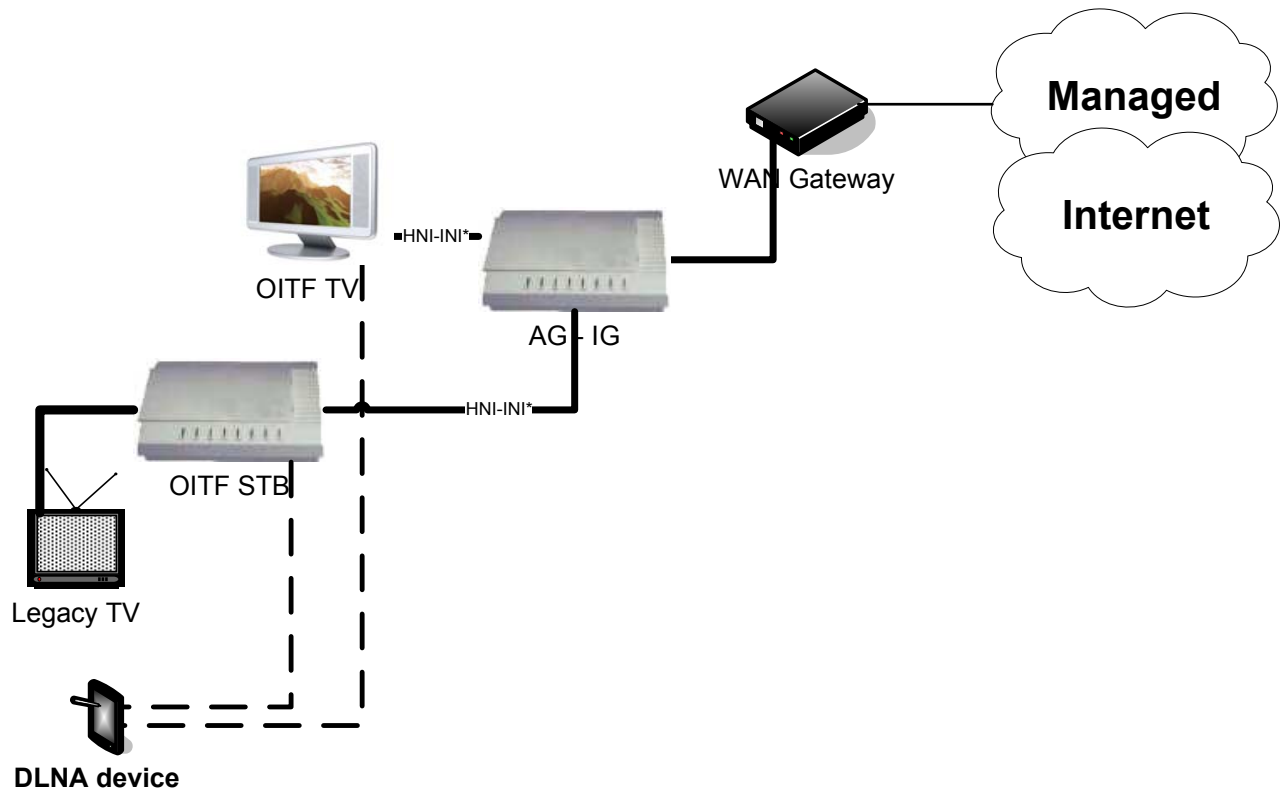 Managed
WAN Gateway
Internet
HNI-INI*
OITF TV
AG - IG
HNI-INI*
OITF STB
Legacy TV
DLNA device